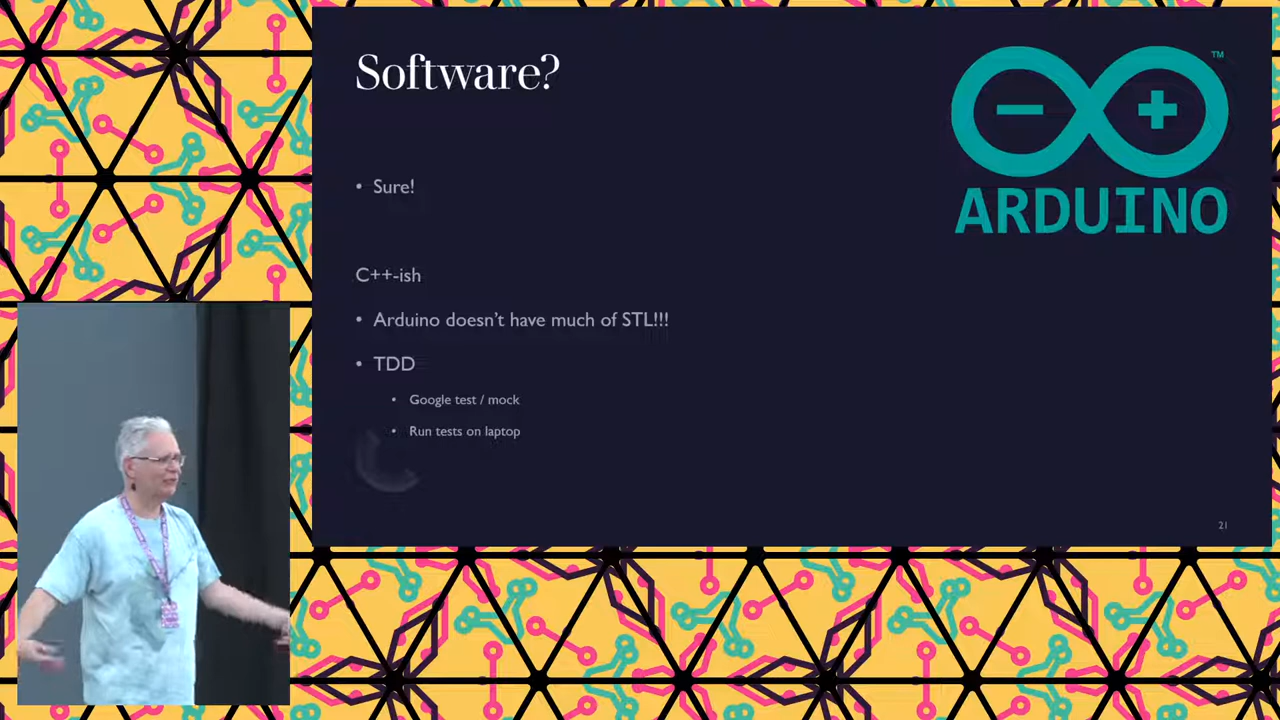 Software?
™
ARDUINO
• Sure!
C++-ish
• Arduino doesn’t have much of STL!!!
• TDD
• Google test / mock
• Run tests on laptop
21